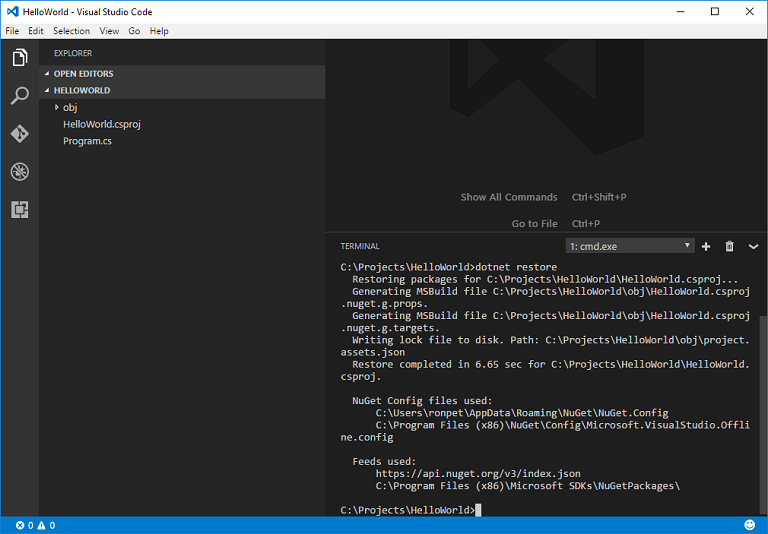 HelloWorld - Visual Studio Code
File Edit Selection View Go Help
EXPLORER
OPEN EDITORS
HELLOWORLD
obj
HelloWorld.csproj
Program.cs
Show All Commands Ctrl+Shift+P
Go to File Ctrl+P
TERMINAL
1: cmd.exe
C:\Projects\HelloWorld>dotnet restore
Restoring packages for C:\Projects\HelloWorld\HelloWorld.csproj...
Generating MSBuild file C:\Projects\HelloWorld\obj\HelloWorld.csproj
.nuget.g.props.
Generating MSBuild file C:\Projects\HelloWorld\obj\HelloWorld.csproj
.nuget.g.targets.
Writing lock file to disk. Path: C:\Projects\HelloWorld\obj\project.
assets.json
Restore completed in 6.65 sec for C:\Projects\HelloWorld\HelloWorld.
csproj.
NuGet Config files used:
C:\Users\ronpet\AppData\Roaming\NuGet\NuGet.Config
C:\Program Files (x86)\NuGet\Config\Microsoft.VisualStudio.Offli
ne.config
Feeds used:
https://api.nuget.org/v3/index.json
C:\Program Files (x86)\Microsoft SDKs\NuGetPackages\
C:\Projects\HelloWorld>
0 0